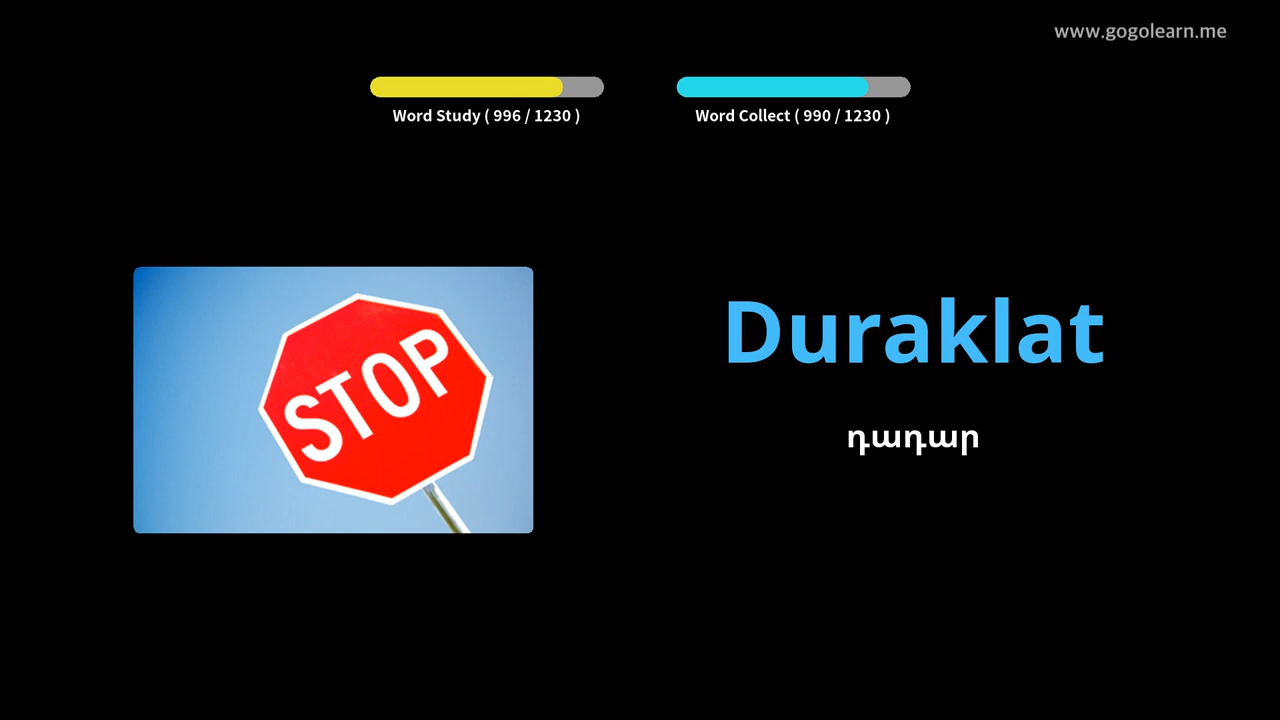 www.gogolearn.me
Word Study ( 996 / 1230 )
Word Collect ( 990 / 1230 )
STOP
Duraklat
դադար